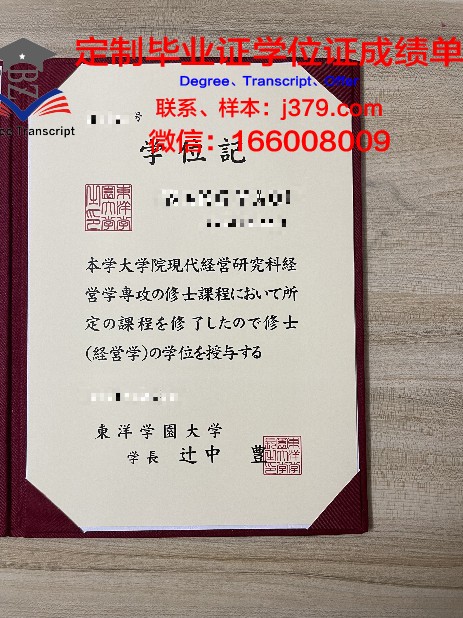 定制毕业证学位证成绩单
Degree, Transcript, Offer
联系、样本：j379.com
微信：166008009
BZ
Transcript
号
学位記
本学大学院現代経営研究科経
営学専攻の修士課程において所
定の課程を修了したので修士
(経営学)の学位を授与する
東洋学園大学
学長 辻中 豊